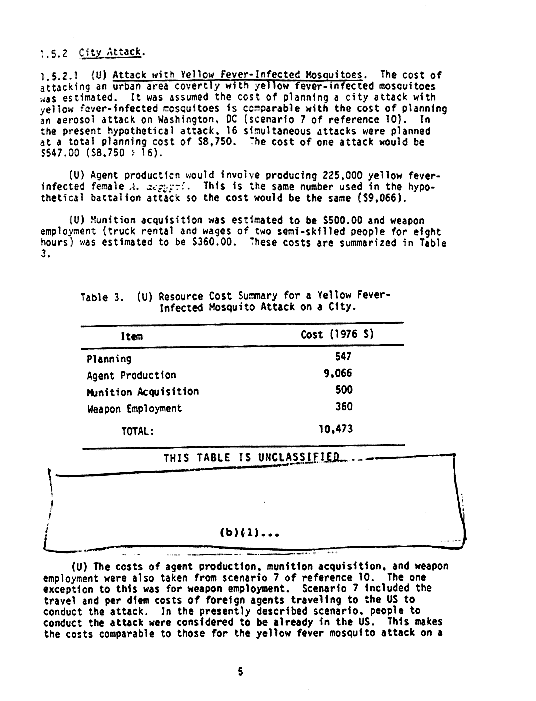 1.5.2 City Attack.
1.5.2.1 (U) Attack with Yellow Fever-Infected Mosquitoes. The cost of
attacking an urban area covertly with yellow fever-infected mosquitoes
was estimated. It was assumed the cost of planning a city attack with
yellow fever-infected mosquitoes is comparable with the cost of planning
an aerosol attack on Washington, DC (scenario 7 of reference 10). In
the present hypothetical attack, 16 simultaneous attacks were planned
at a total planning cost of $8,750. The cost of one attack would be
$547.00 ($8,750 ÷ 16).
(U) Agent production would involve producing 225,000 yellow fever-
infected female A. aegypti. This is the same number used in the hypo-
thetical battalion attack so the cost would be the same ($9,066).
(U) Munition acquisition was estimated to be $500.00 and weapon
employment (truck rental and wages of two semi-skilled people for eight
hours) was estimated to be $360.00. These costs are summarized in Table
3.
Table 3. (U) Resource Cost Summary for a Yellow Fever-
Infected Mosquito Attack on a City.
Item Cost (1976 $)
Planning 547
Agent Production 9,066
Munition Acquisition 500
Weapon Employment 360
TOTAL: 10,473
THIS TABLE IS UNCLASSIFIED
(b)(1)...
(U) The costs of agent production, munition acquisition, and weapon
employment were also taken from scenario 7 of reference 10. The one
exception to this was for weapon employment. Scenario 7 included the
travel and per diem costs of foreign agents traveling to the US to
conduct the attack. In the presently described scenario, people to
conduct the attack were considered to be already in the US. This makes
the costs comparable to those for the yellow fever mosquito attack on a
5